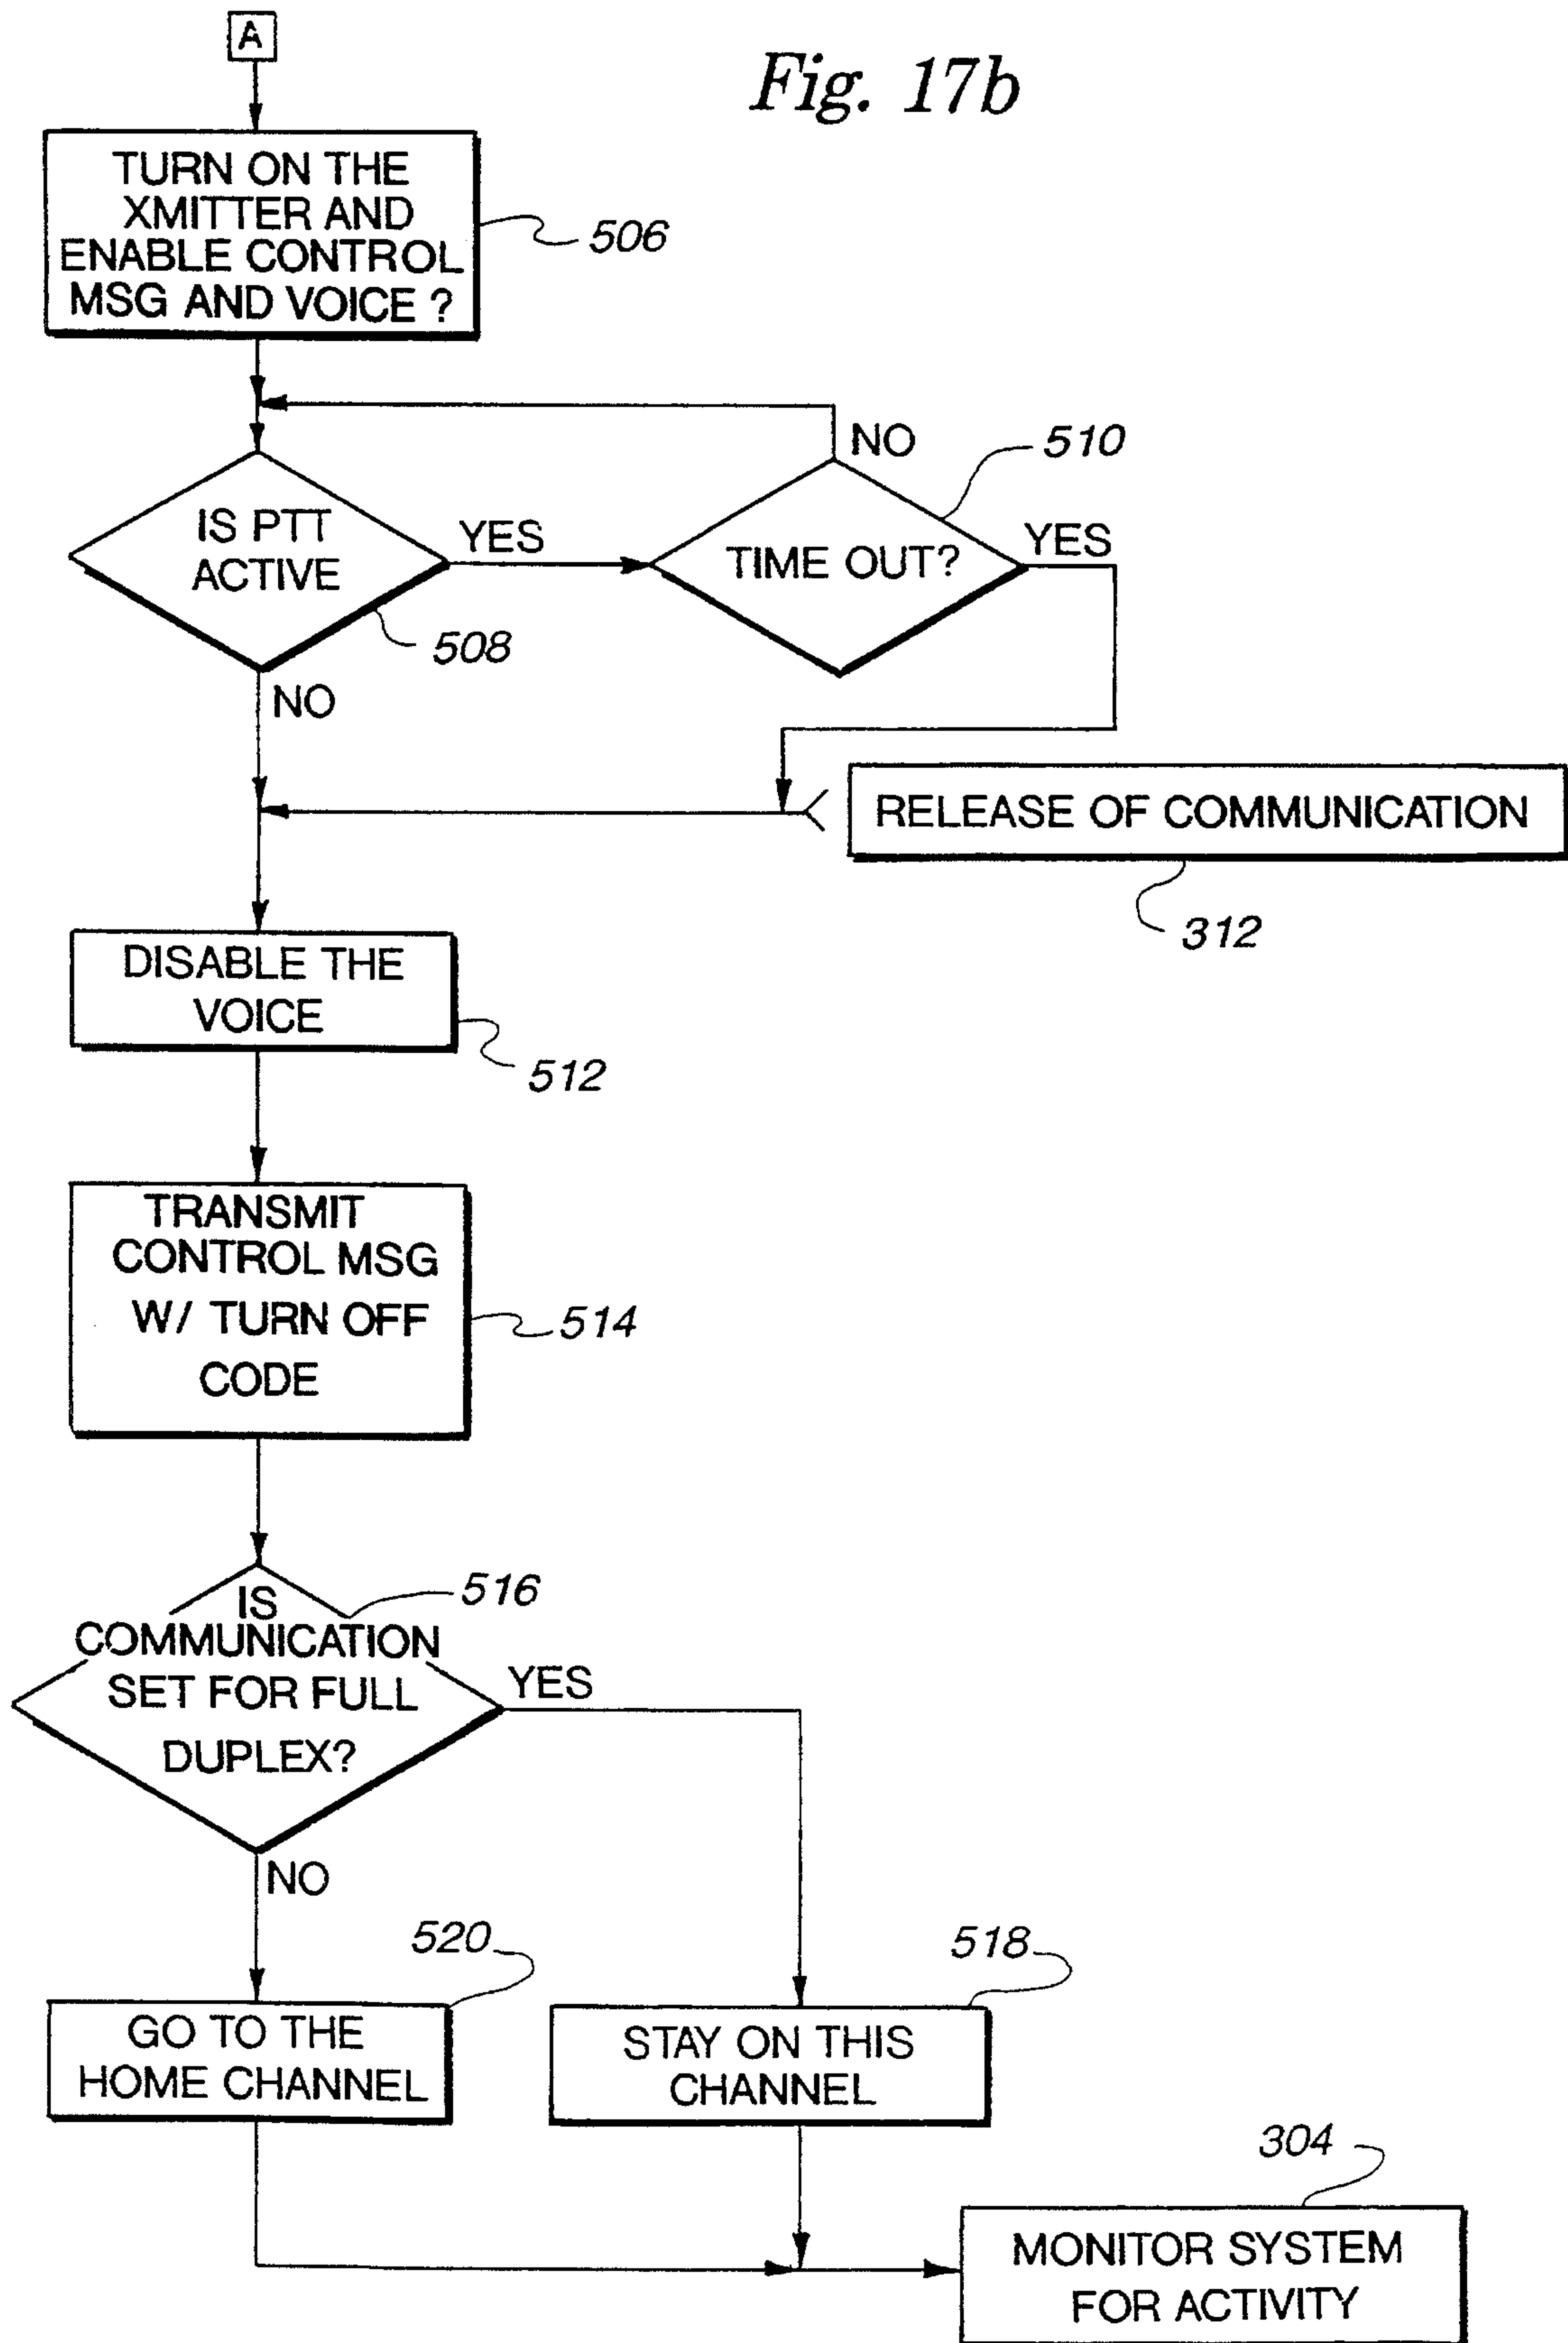 A
Fig. 17b
TURN ON THE
XMITTER AND
ENABLE CONTROL
MSG AND VOICE ?
506
NO
510
IS PTT
ACTIVE
YES
TIME OUT?
YES
508
NO
RELEASE OF COMMUNICATION
312
DISABLE THE
VOICE
512
TRANSMIT
CONTROL MSG
W/ TURN OFF
CODE
514
516
IS
COMMUNICATION
SET FOR FULL
DUPLEX?
YES
NO
520
518
GO TO THE
HOME CHANNEL
STAY ON THIS
CHANNEL
304
MONITOR SYSTEM
FOR ACTIVITY